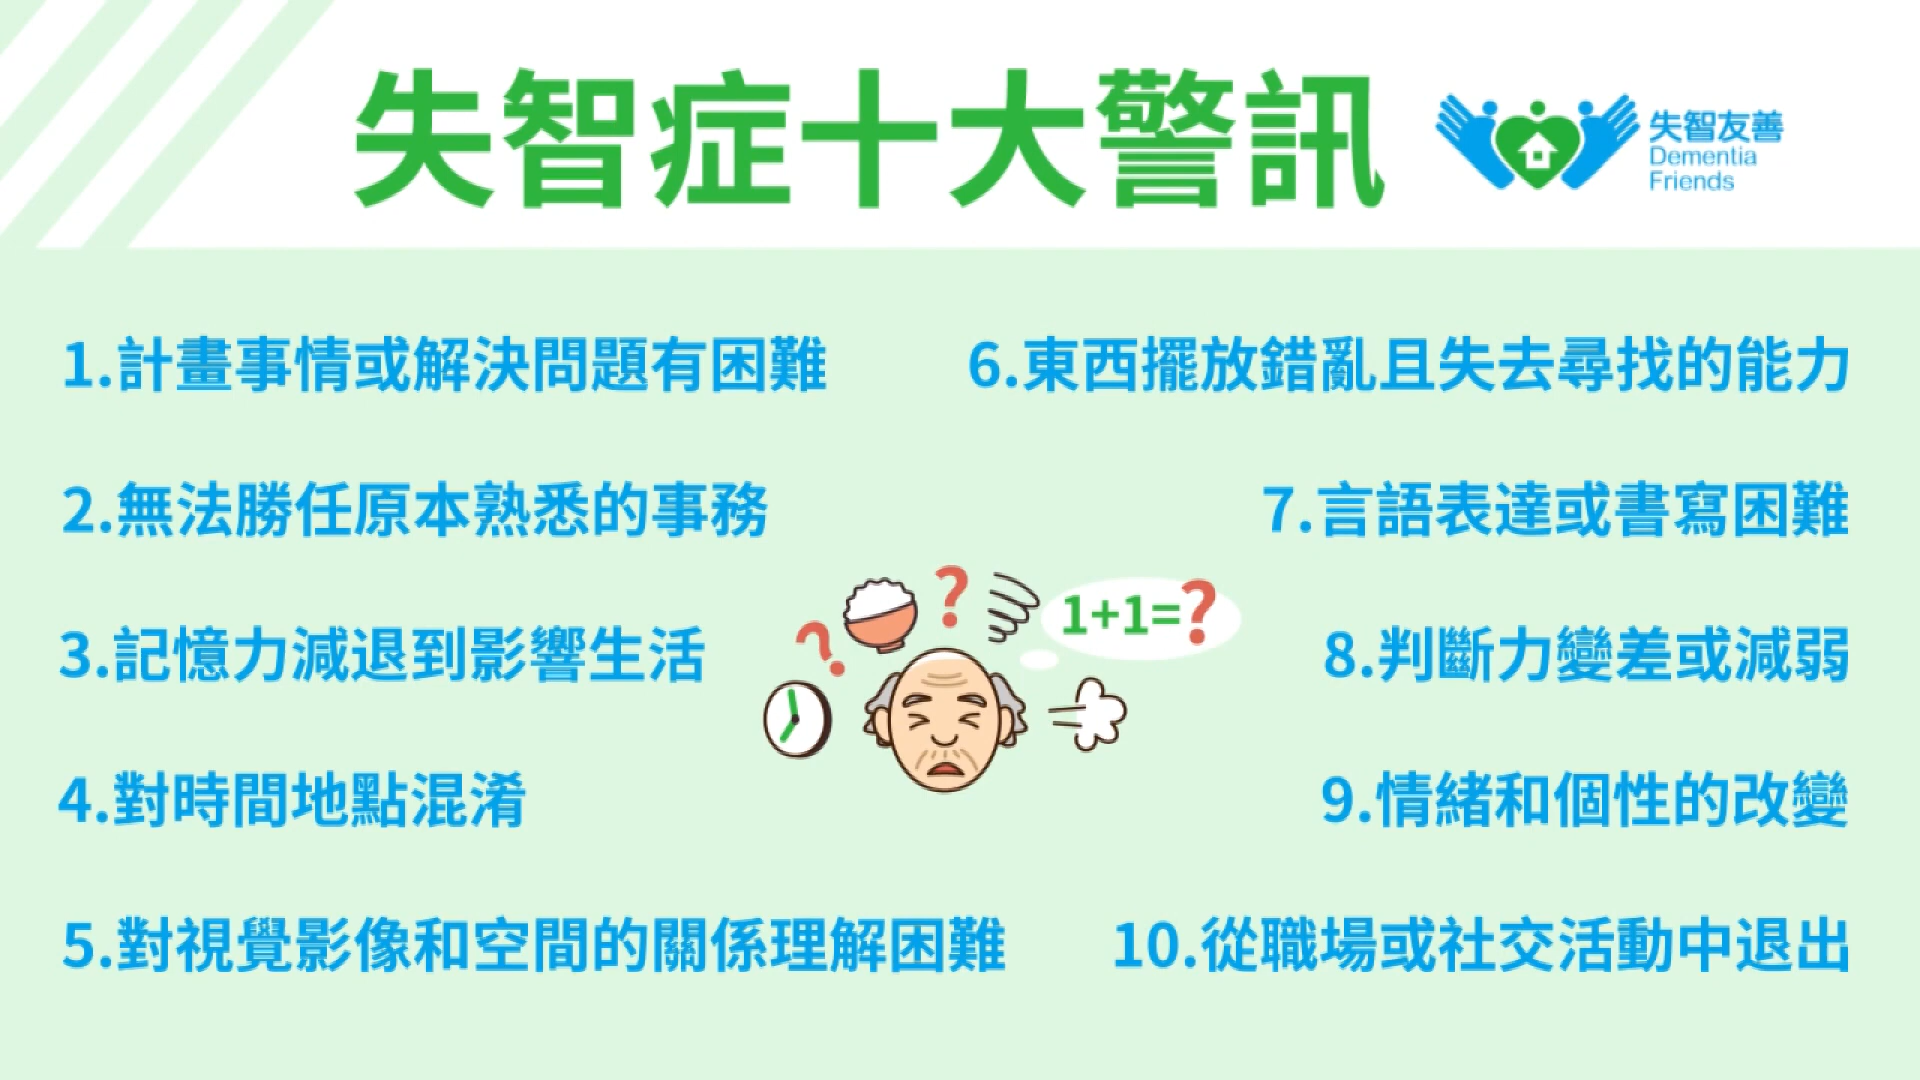 失智症十大警訊
失智友善
Dementia
Friends
1.計畫事情或解決問題有困難
2.無法勝任原本熟悉的事務
3.記憶力減退到影響生活
4.對時間地點混淆
5.對視覺影像和空間的關係理解困難
6.東西擺放錯亂且失去尋找的能力
7.言語表達或書寫困難
8.判斷力變差或減弱
9.情緒和個性的改變
10.從職場或社交活動中退出
?
?
1+1=?